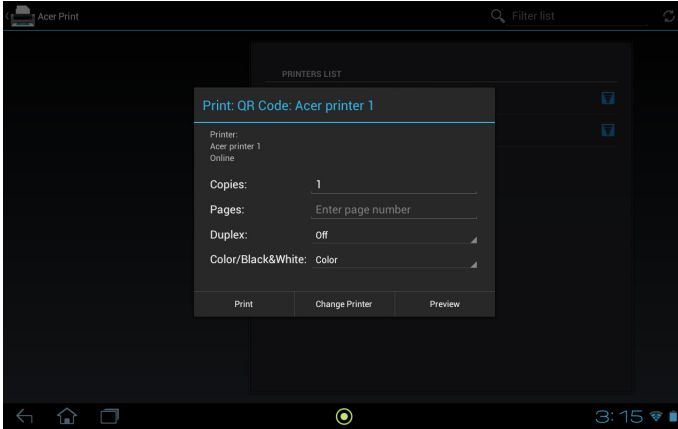 Acer Print
Filter list
PRINTERS LIST
Print: QR Code: Acer printer 1
Printer:
Acer printer 1
Online
Copies: 1
Pages: Enter page number
Duplex: Off
Color/Black&White: Color
Print Change Printer Preview
3:15